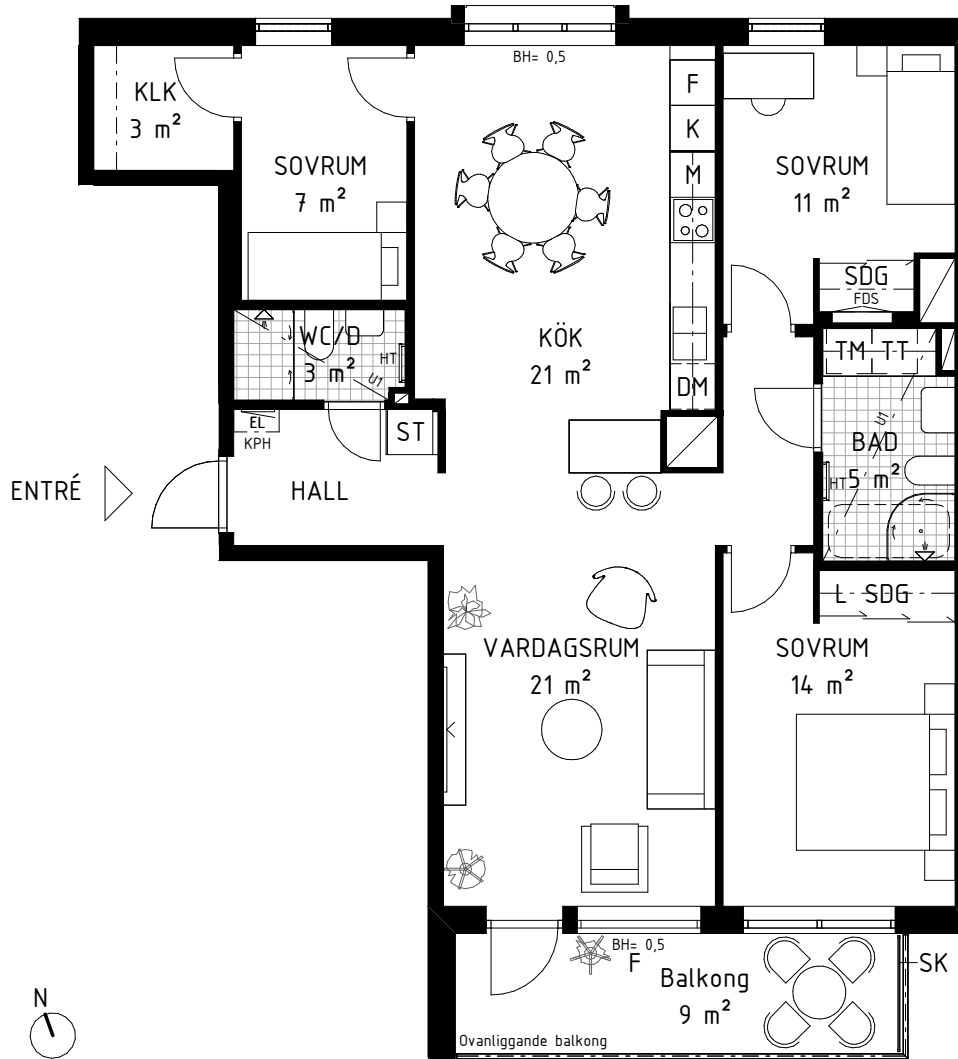 BH= 0,5
KLK
3 m²
F
K
M
SOVRUM
7 m²
SOVRUM
11 m²
SDG
FDS
WC/D
3 m²
HT
U1
KÖK
21 m²
DM
TM TT
U1
BAD
5 m²
HT
EL
KPH
ST
ENTRÉ
HALL
L SDG
VARDAGSRUM
21 m²
SOVRUM
14 m²
BH= 0,5
F
Balkong
9 m²
SK
Ovanliggande balkong
N